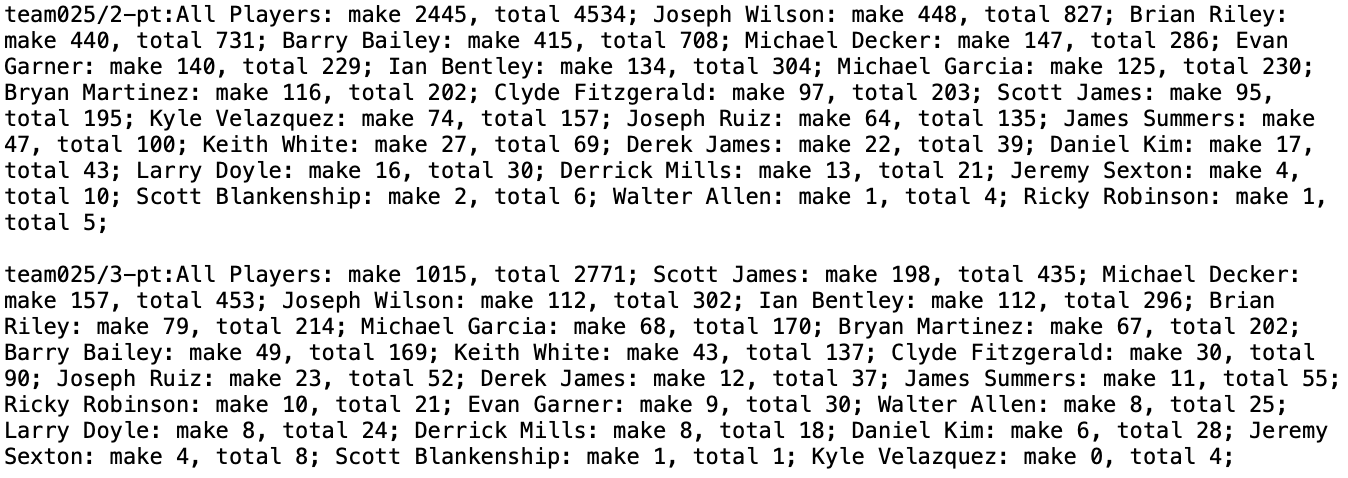 team025/2-pt:All Players: make 2445, total 4534; Joseph Wilson: make 448, total 827; Brian Riley:
make 440, total 731; Barry Bailey: make 415, total 708; Michael Decker: make 147, total 286; Evan
Garner: make 140, total 229; Ian Bentley: make 134, total 304; Michael Garcia: make 125, total 230;
Bryan Martinez: make 116, total 202; Clyde Fitzgerald: make 97, total 203; Scott James: make 95,
total 195; Kyle Velazquez: make 74, total 157; Joseph Ruiz: make 64, total 135; James Summers: make
47, total 100; Keith White: make 27, total 69; Derek James: make 22, total 39; Daniel Kim: make 17,
total 43; Larry Doyle: make 16, total 30; Derrick Mills: make 13, total 21; Jeremy Sexton: make 4,
total 10; Scott Blankenship: make 2, total 6; Walter Allen: make 1, total 4; Ricky Robinson: make 1,
total 5;

team025/3-pt:All Players: make 1015, total 2771; Scott James: make 198, total 435; Michael Decker:
make 157, total 453; Joseph Wilson: make 112, total 302; Ian Bentley: make 112, total 296; Brian
Riley: make 79, total 214; Michael Garcia: make 68, total 170; Bryan Martinez: make 67, total 202;
Barry Bailey: make 49, total 169; Keith White: make 43, total 137; Clyde Fitzgerald: make 30, total
90; Joseph Ruiz: make 23, total 52; Derek James: make 12, total 37; James Summers: make 11, total 55;
Ricky Robinson: make 10, total 21; Evan Garner: make 9, total 30; Walter Allen: make 8, total 25;
Larry Doyle: make 8, total 24; Derrick Mills: make 8, total 18; Daniel Kim: make 6, total 28; Jeremy
Sexton: make 4, total 8; Scott Blankenship: make 1, total 1; Kyle Velazquez: make 0, total 4;